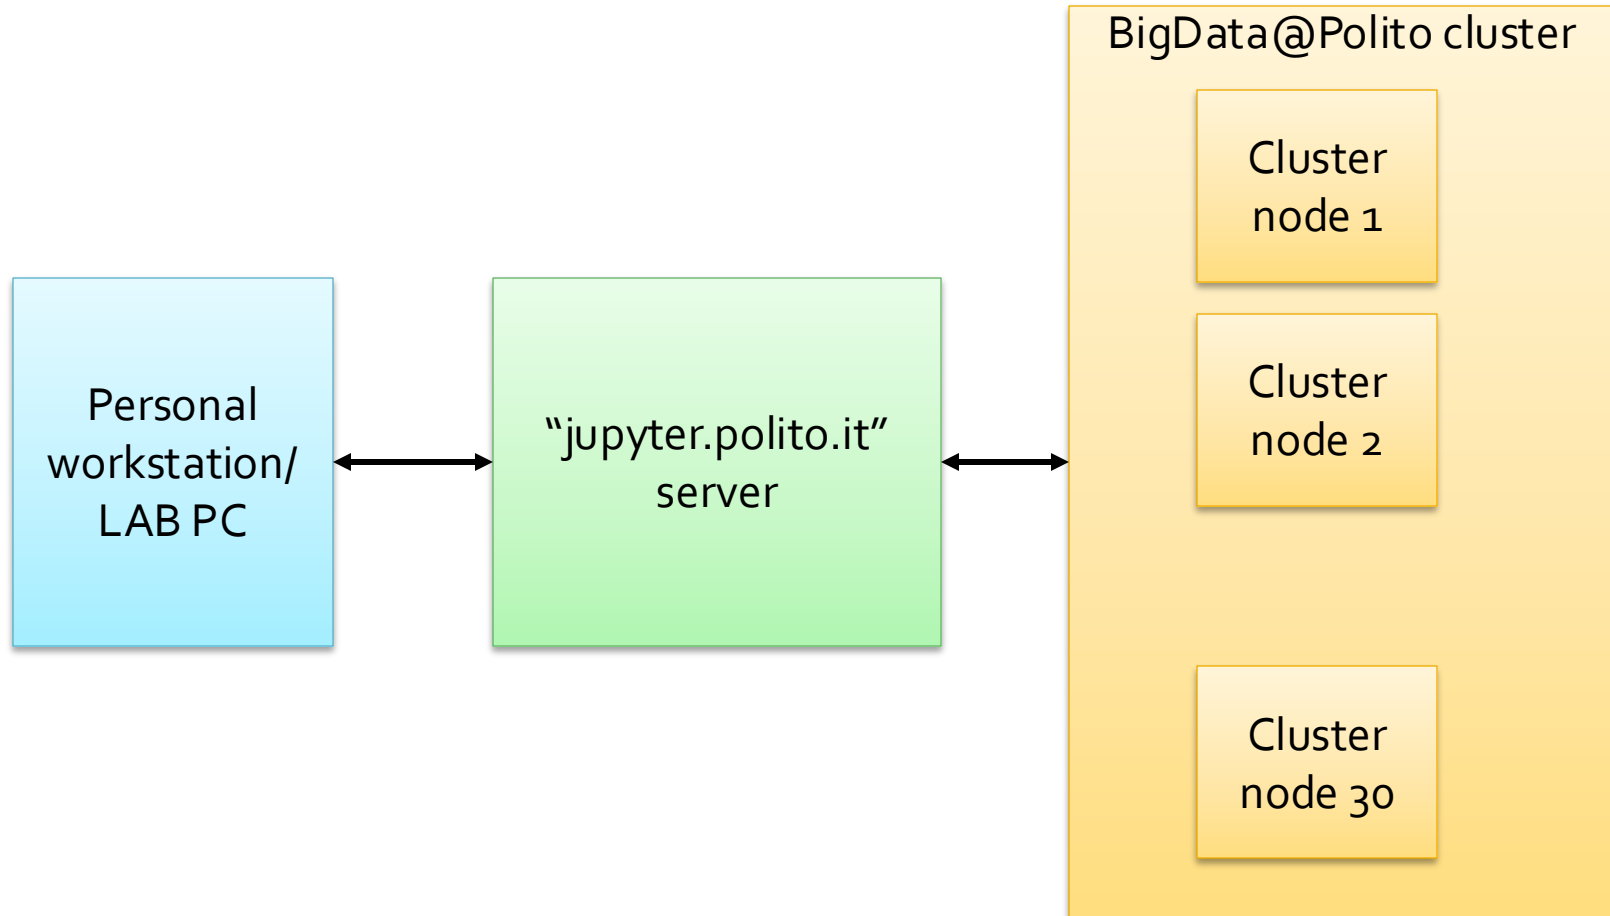 BigData@Polito cluster
Cluster
node 1
Cluster
node 2
Personal
workstation/
LAB PC
“jupyter.polito.it”
server
Cluster
node 30